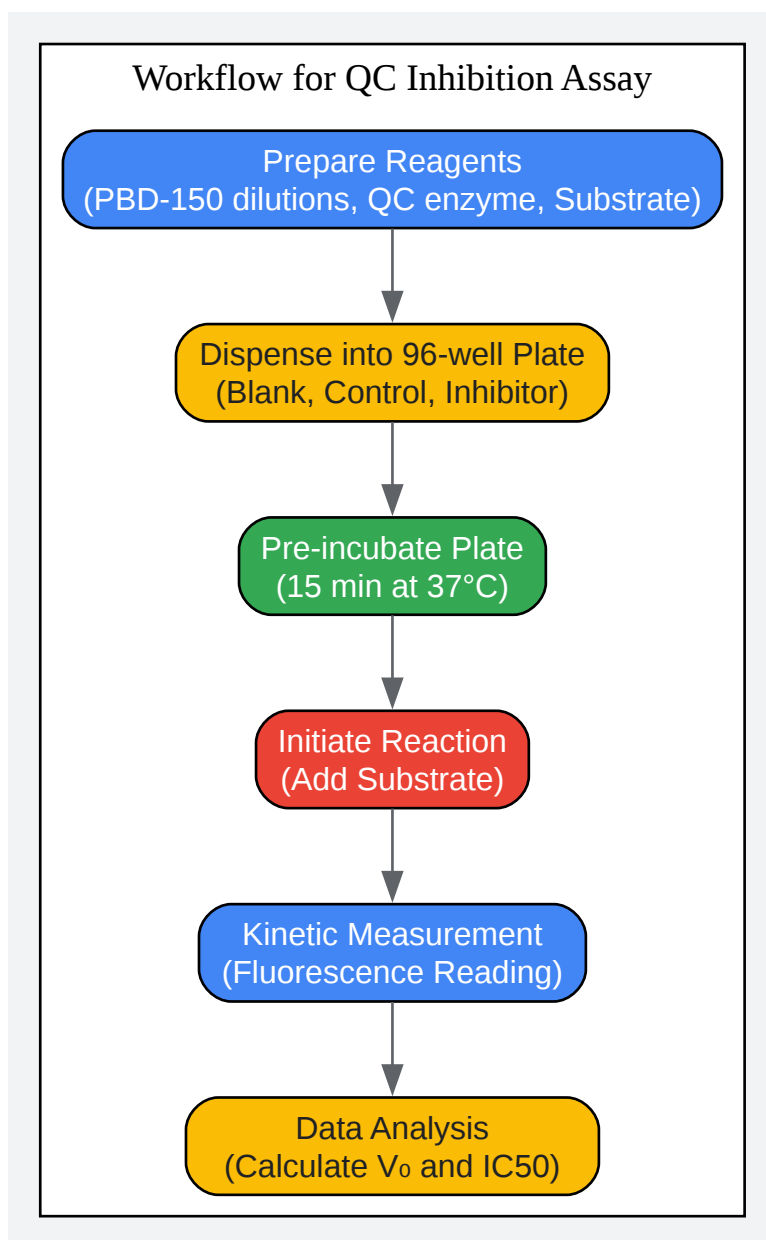 Workflow for QC Inhibition Assay
Prepare Reagents
(PBD-150 dilutions, QC enzyme, Substrate)
Dispense into 96-well Plate
(Blank, Control, Inhibitor)
Pre-incubate Plate
(15 min at 37°C)
Initiate Reaction
(Add Substrate)
Kinetic Measurement
(Fluorescence Reading)
Data Analysis
(Calculate V₀ and IC50)